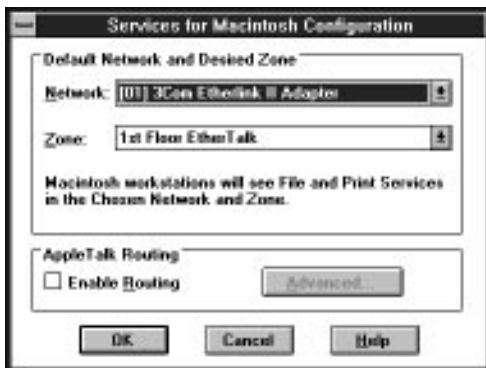 Services for Macintosh Configuration
Default Network and Desired Zone
Network: [01] 3Com Etherlink II Adapter
Zone: 1st Floor EtherTalk
Macintosh workstations will see File and Print Services
in the Chosen Network and Zone.
AppleTalk Routing
Enable Routing
Advanced...
OK
Cancel
Help